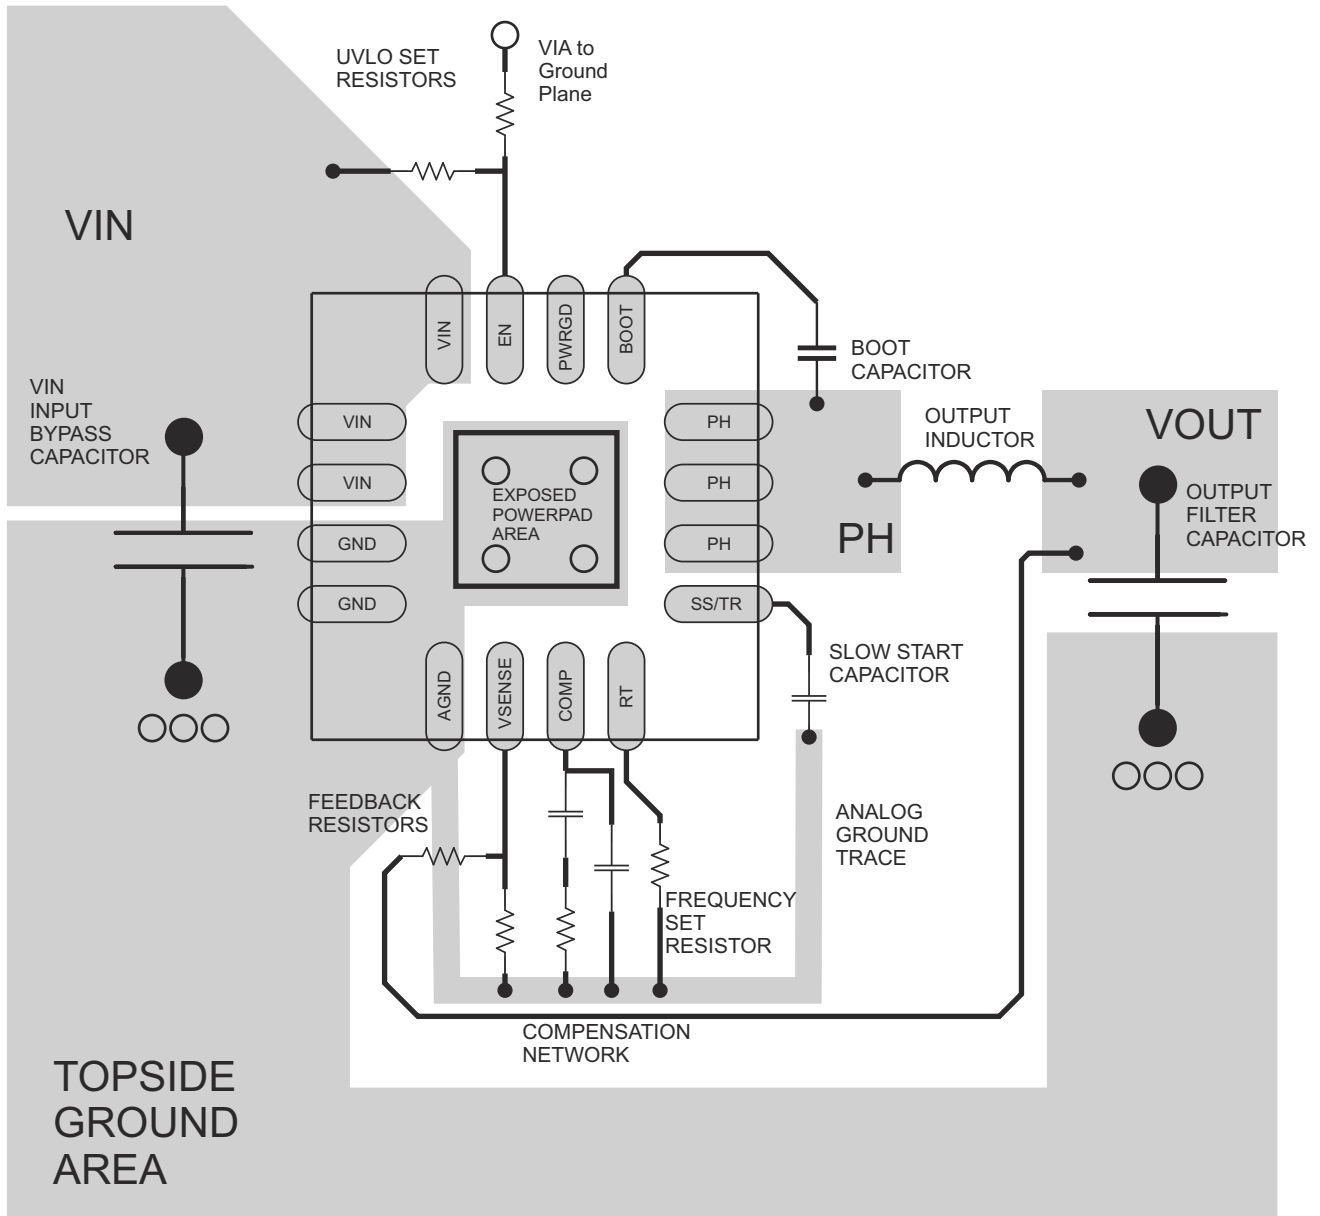 UVLO SET
RESISTORS
VIA to
Ground
Plane
VIN
VIN
EN
PWRGD
BOOT
BOOT
CAPACITOR
VIN
INPUT
BYPASS
CAPACITOR
VIN
VIN
GND
GND
EXPOSED
POWERPAD
AREA
PH
PH
PH
SS/TR
PH
OUTPUT
INDUCTOR
VOUT
OUTPUT
FILTER
CAPACITOR
AGND
VSENSE
COMP
RT
SLOW START
CAPACITOR
FEEDBACK
RESISTORS
ANALOG
GROUND
TRACE
FREQUENCY
SET
RESISTOR
COMPENSATION
NETWORK
TOPSIDE
GROUND
AREA